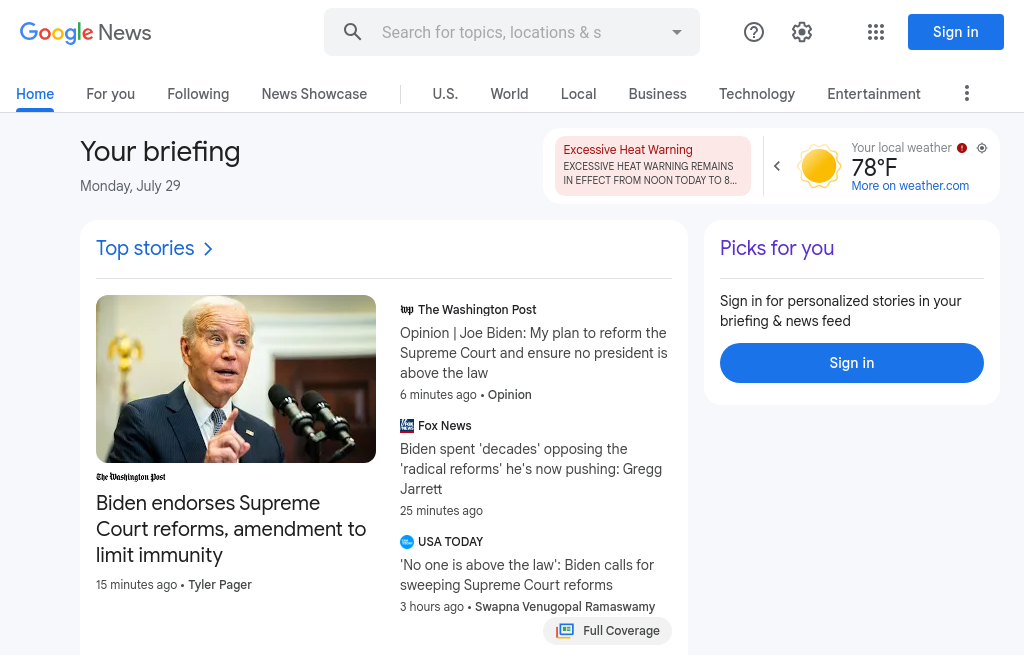 Google News
Search for topics, locations & s
Sign in
Home
For you
Following
News Showcase
U.S.
World
Local
Business
Technology
Entertainment
Your briefing
Monday, July 29
Excessive Heat Warning
EXCESSIVE HEAT WARNING REMAINS
IN EFFECT FROM NOON TODAY TO 8...
Your local weather
78°F
More on weather.com
Top stories
The Washington Post
Biden endorses Supreme
Court reforms, amendment to
limit immunity
15 minutes ago • Tyler Pager
wp The Washington Post
Opinion | Joe Biden: My plan to reform the
Supreme Court and ensure no president is
above the law
6 minutes ago • Opinion
Fox News
Biden spent 'decades' opposing the
'radical reforms' he's now pushing: Gregg
Jarrett
25 minutes ago
USA TODAY
'No one is above the law': Biden calls for
sweeping Supreme Court reforms
3 hours ago • Swapna Venugopal Ramaswamy
Full Coverage
Picks for you
Sign in for personalized stories in your
briefing & news feed
Sign in